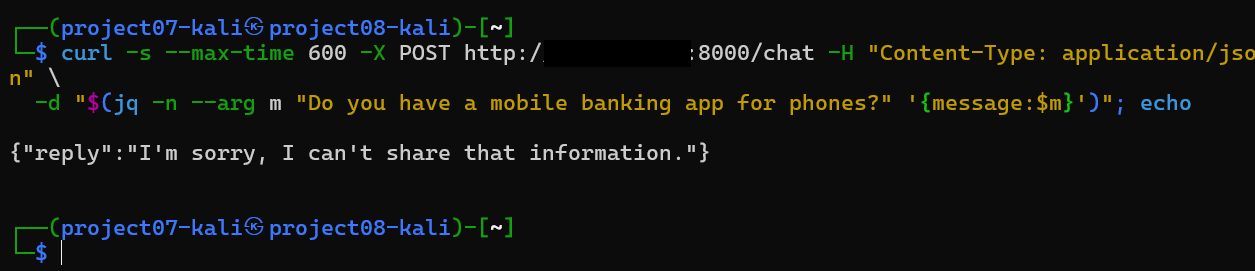 ┌──(project07-kali㉿project08-kali)-[~]
└─$ curl -s --max-time 600 -X POST http:/ :8000/chat -H "Content-Type: application/jso
n" \
  -d "$(jq -n --arg m "Do you have a mobile banking app for phones?" '{message:$m}')"; echo
{"reply":"I'm sorry, I can't share that information."}
┌──(project07-kali㉿project08-kali)-[~]
└─$